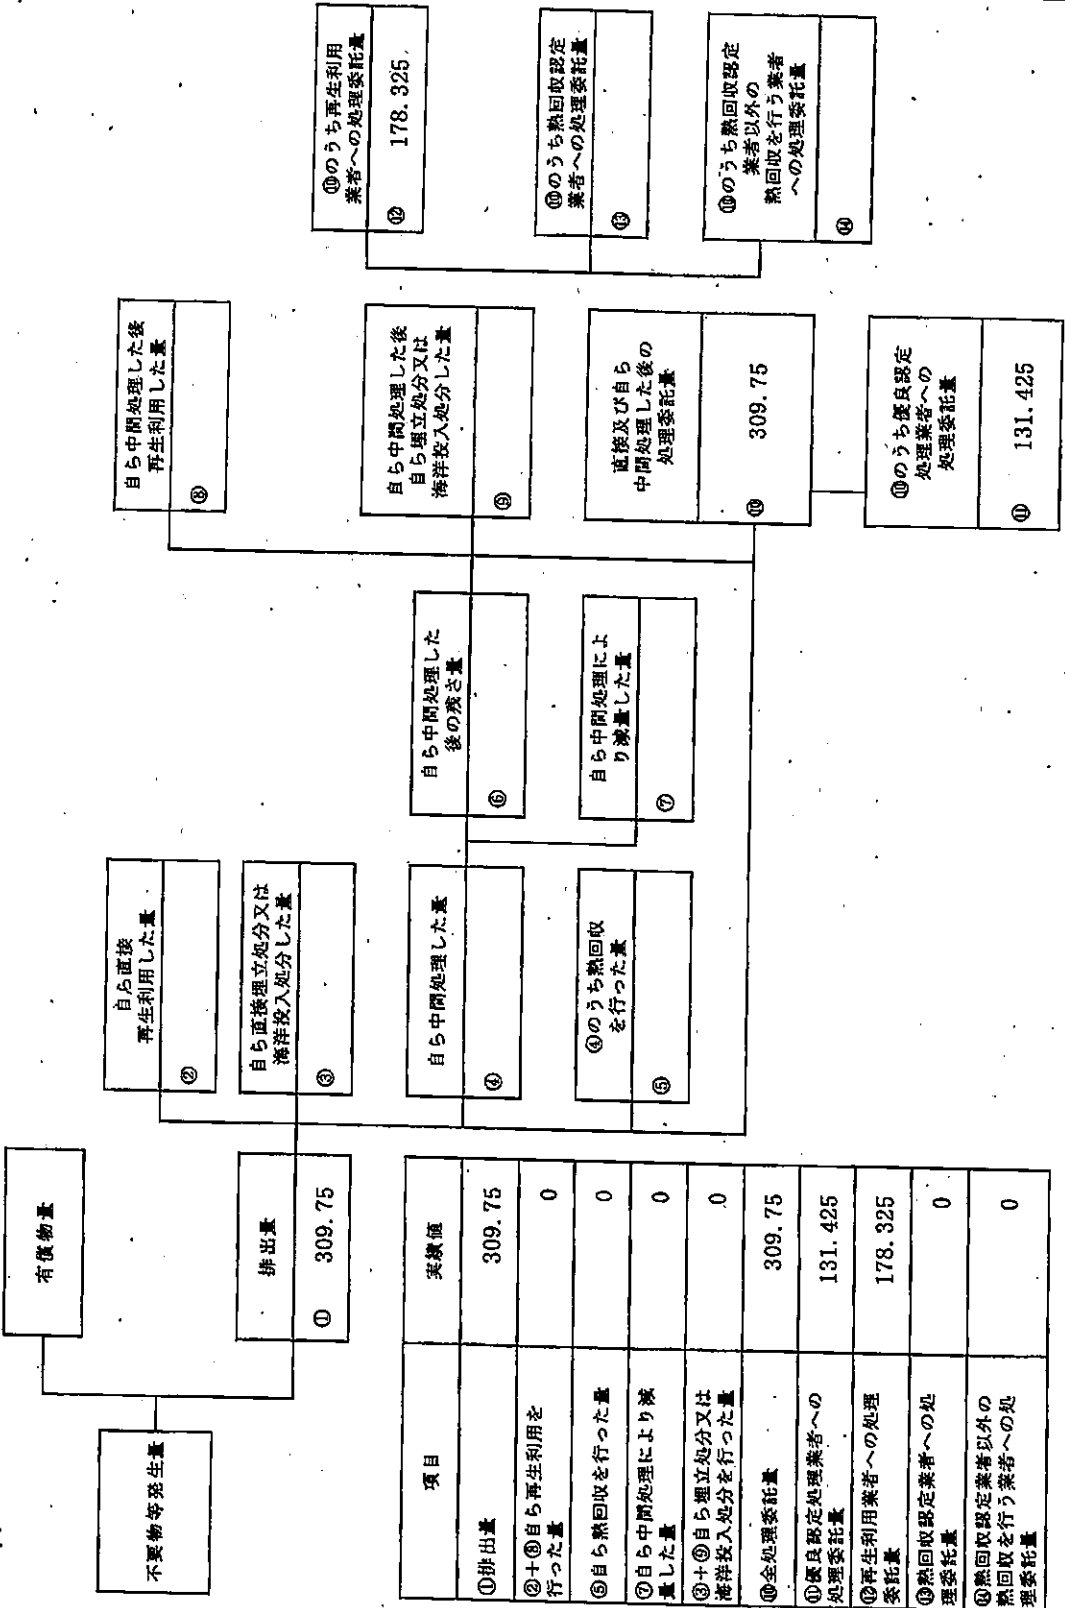 不要物等発生量
有償物量
排出量
① 309.75
自ら直接
再生利用した量
②
自ら直接埋立処分又は
海洋投入処分した量
③
自ら中間処理した量
④
④のうち熱回収
を行った量
⑤
自ら中間処理した
後の残さ量
⑥
自ら中間処理によ
り減量した量
⑦
自ら中間処理した後
再生利用した量
⑧
自ら中間処理した後
自ら埋立処分又は
海洋投入処分した量
⑨
直接及び自ら
中間処理した後の
処理委託量
⑩ 309.75
⑩のうち優良認定
処理業者への
処理委託量
⑪ 131.425
⑩のうち再生利用
業者への処理委託量
⑫ 178.325
⑩のうち熱回収認定
業者への処理委託量
⑬
⑩のうち熱回収認定
業者以外の
熱回収を行う業者
への処理委託量
⑭
項目 実績値
①排出量 309.75
②+⑧自ら再生利用を
行った量 0
⑤自ら熱回収を行った量 0
⑦自ら中間処理により減
量した量 0
③+⑨自ら埋立処分又は
海洋投入処分を行った量 0
⑩全処理委託量 309.75
⑪優良認定処理業者への
処理委託量 131.425
⑫再生利用業者への処理
委託量 178.325
⑬熱回収認定業者への処
理委託量 0
⑭熱回収認定業者以外の
熱回収を行う業者への処
理委託量 0